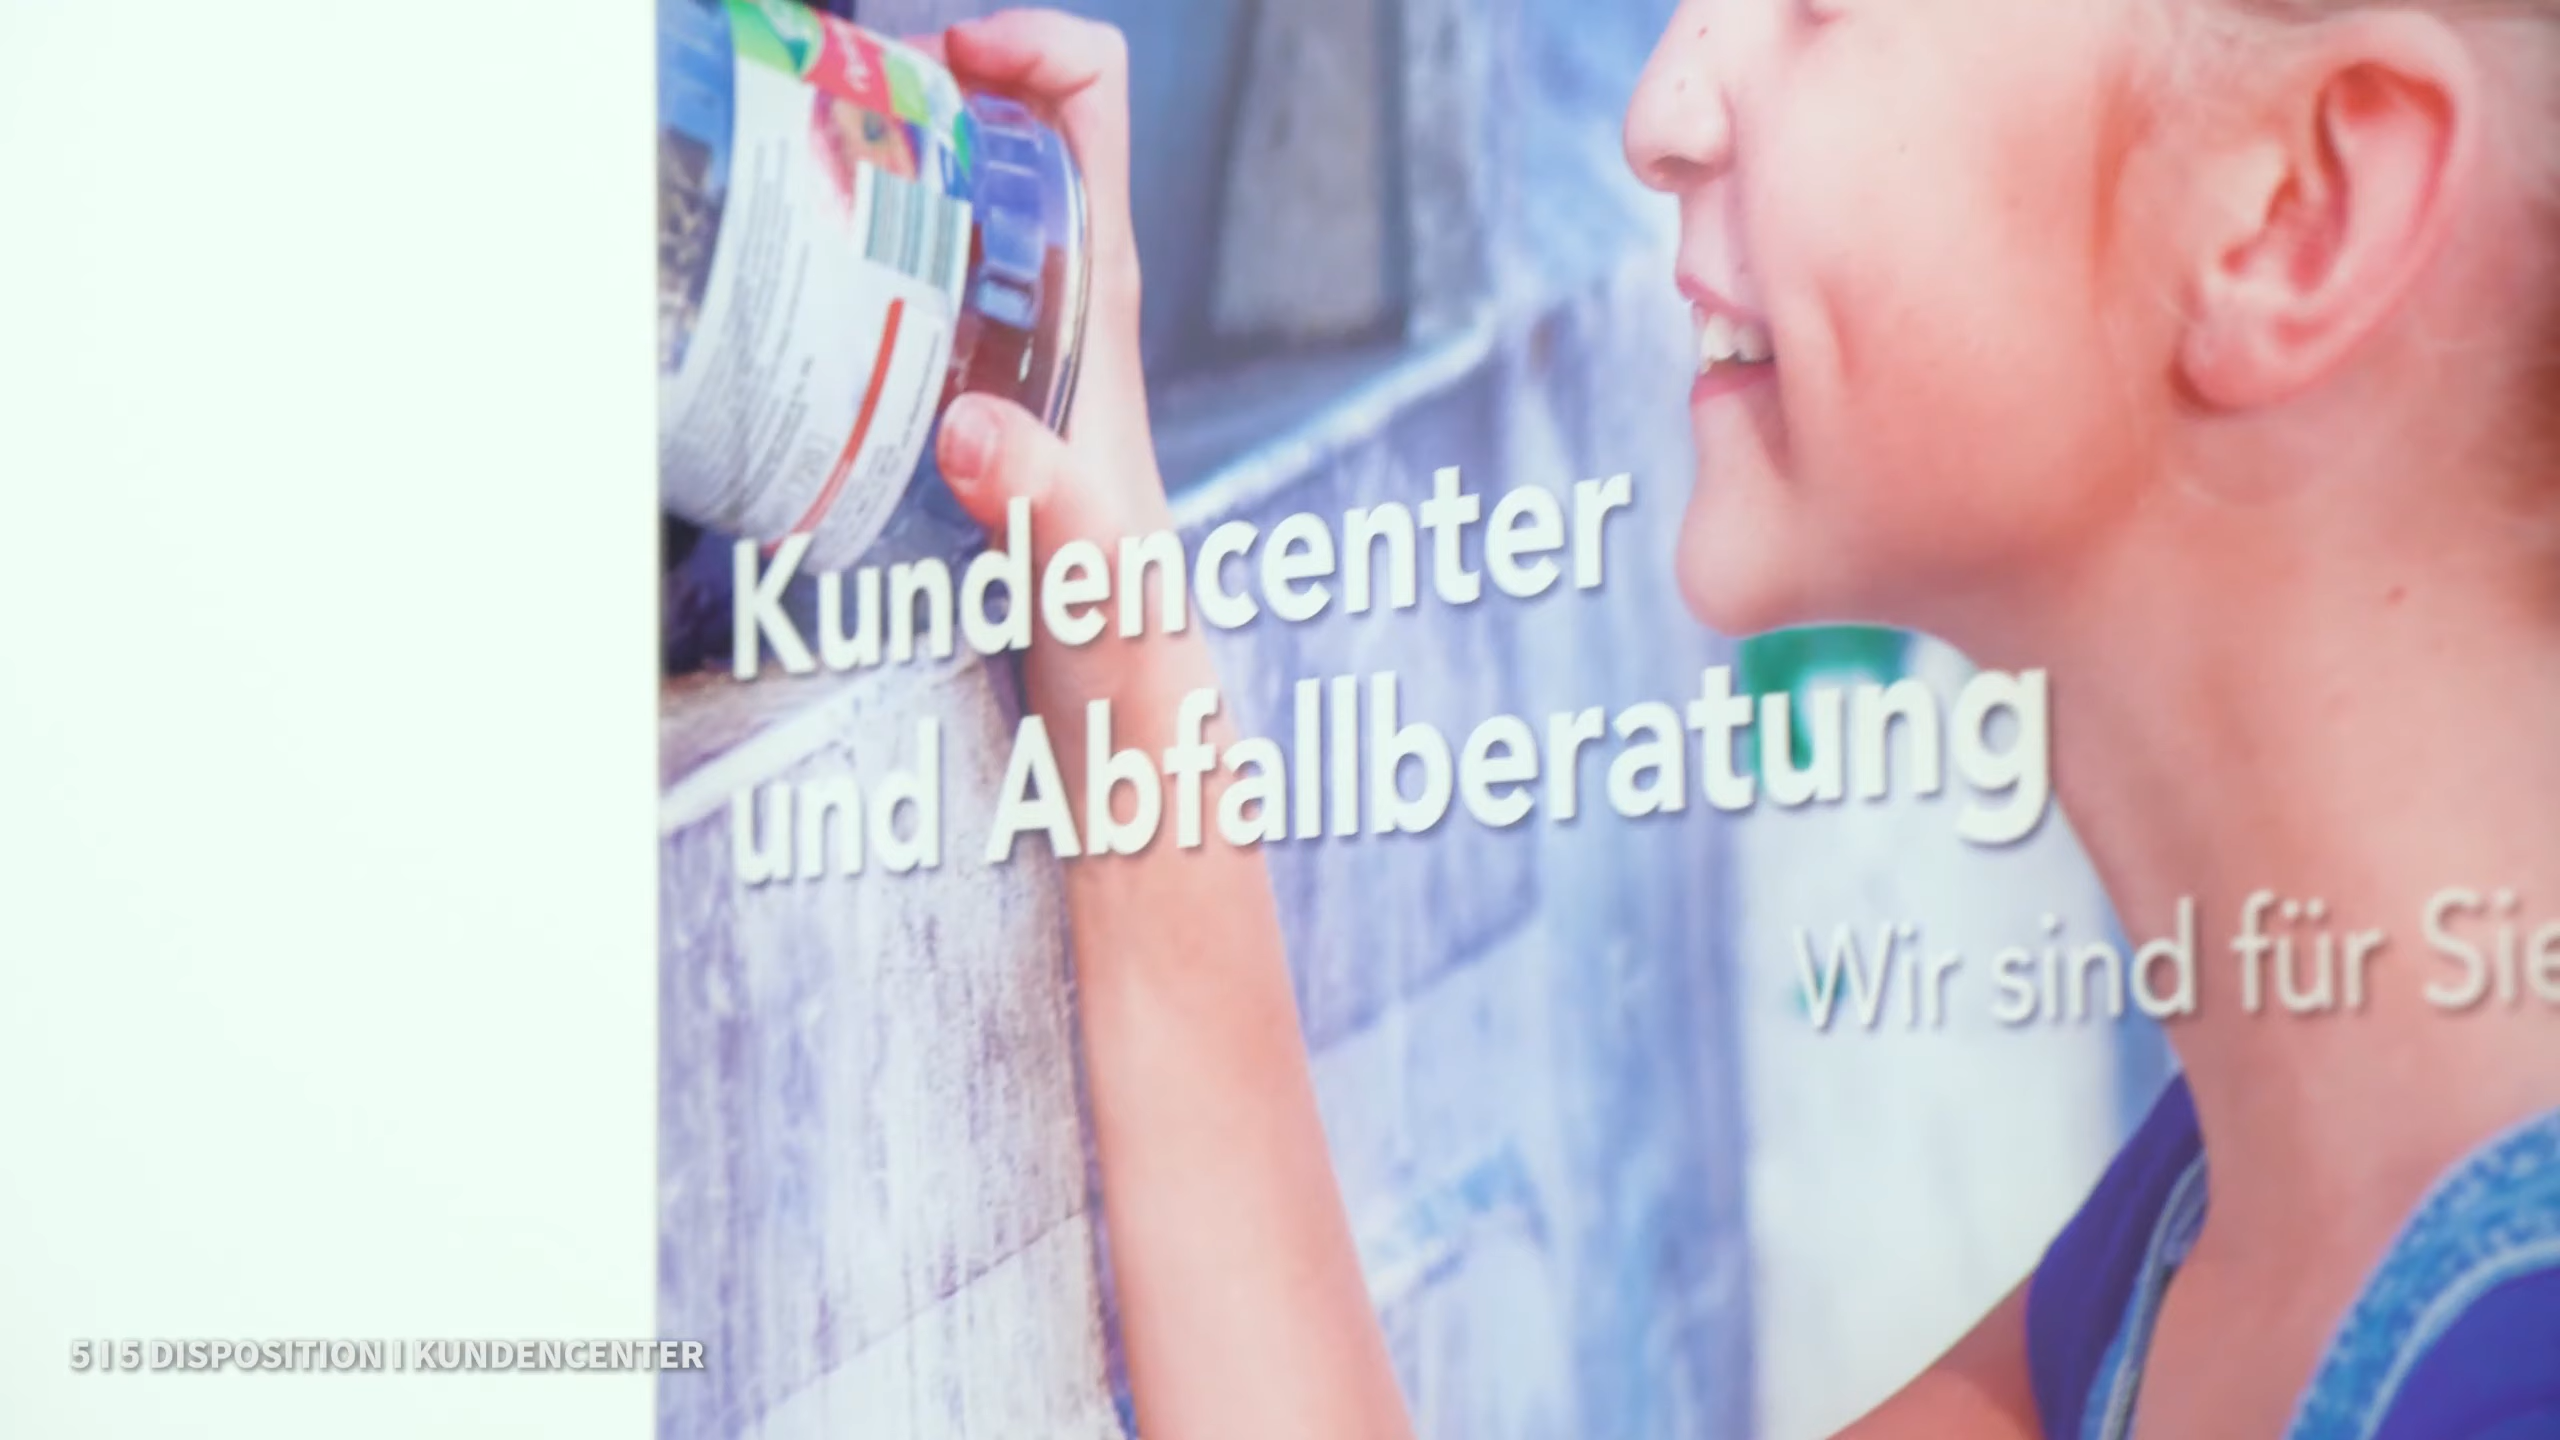 Kundencenter
und Abfallberatung
Wir sind für Sie
5 I 5 DISPOSITION I KUNDENCENTER